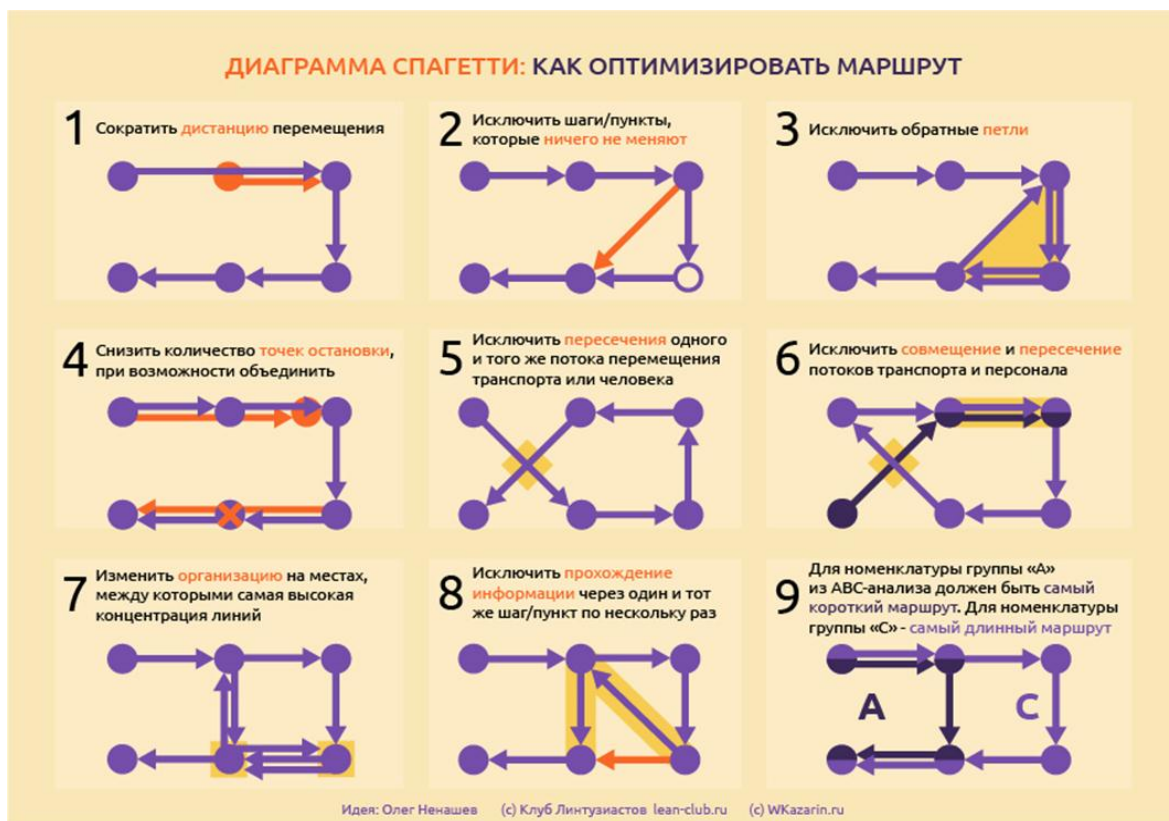 ДИАГРАММА СПАГЕТТИ: КАК ОПТИМИЗИРОВАТЬ МАРШРУТ
1 Сократить дистанцию перемещения
2 Исключить шаги/пункты,
которые ничего не меняют
3 Исключить обратные петли
4 Снизить количество точек остановки,
при возможности объединить
5 Исключить пересечения одного
и того же потока перемещения
транспорта или человека
6 Исключить совмещение и пересечение
потоков транспорта и персонала
7 Изменить организацию на местах,
между которыми самая высокая
концентрация линий
8 Исключить прохождение
информации через один и тот
же шаг/пункт по нескольку раз
9 Для номенклатуры группы «А»
из АВС-анализа должен быть самый
короткий маршрут. Для номенклатуры
группы «С» - самый длинный маршрут
А С
Идея: Олег Ненашев (с) Клуб Линтузиастов lean-club.ru (с) WKazarin.ru